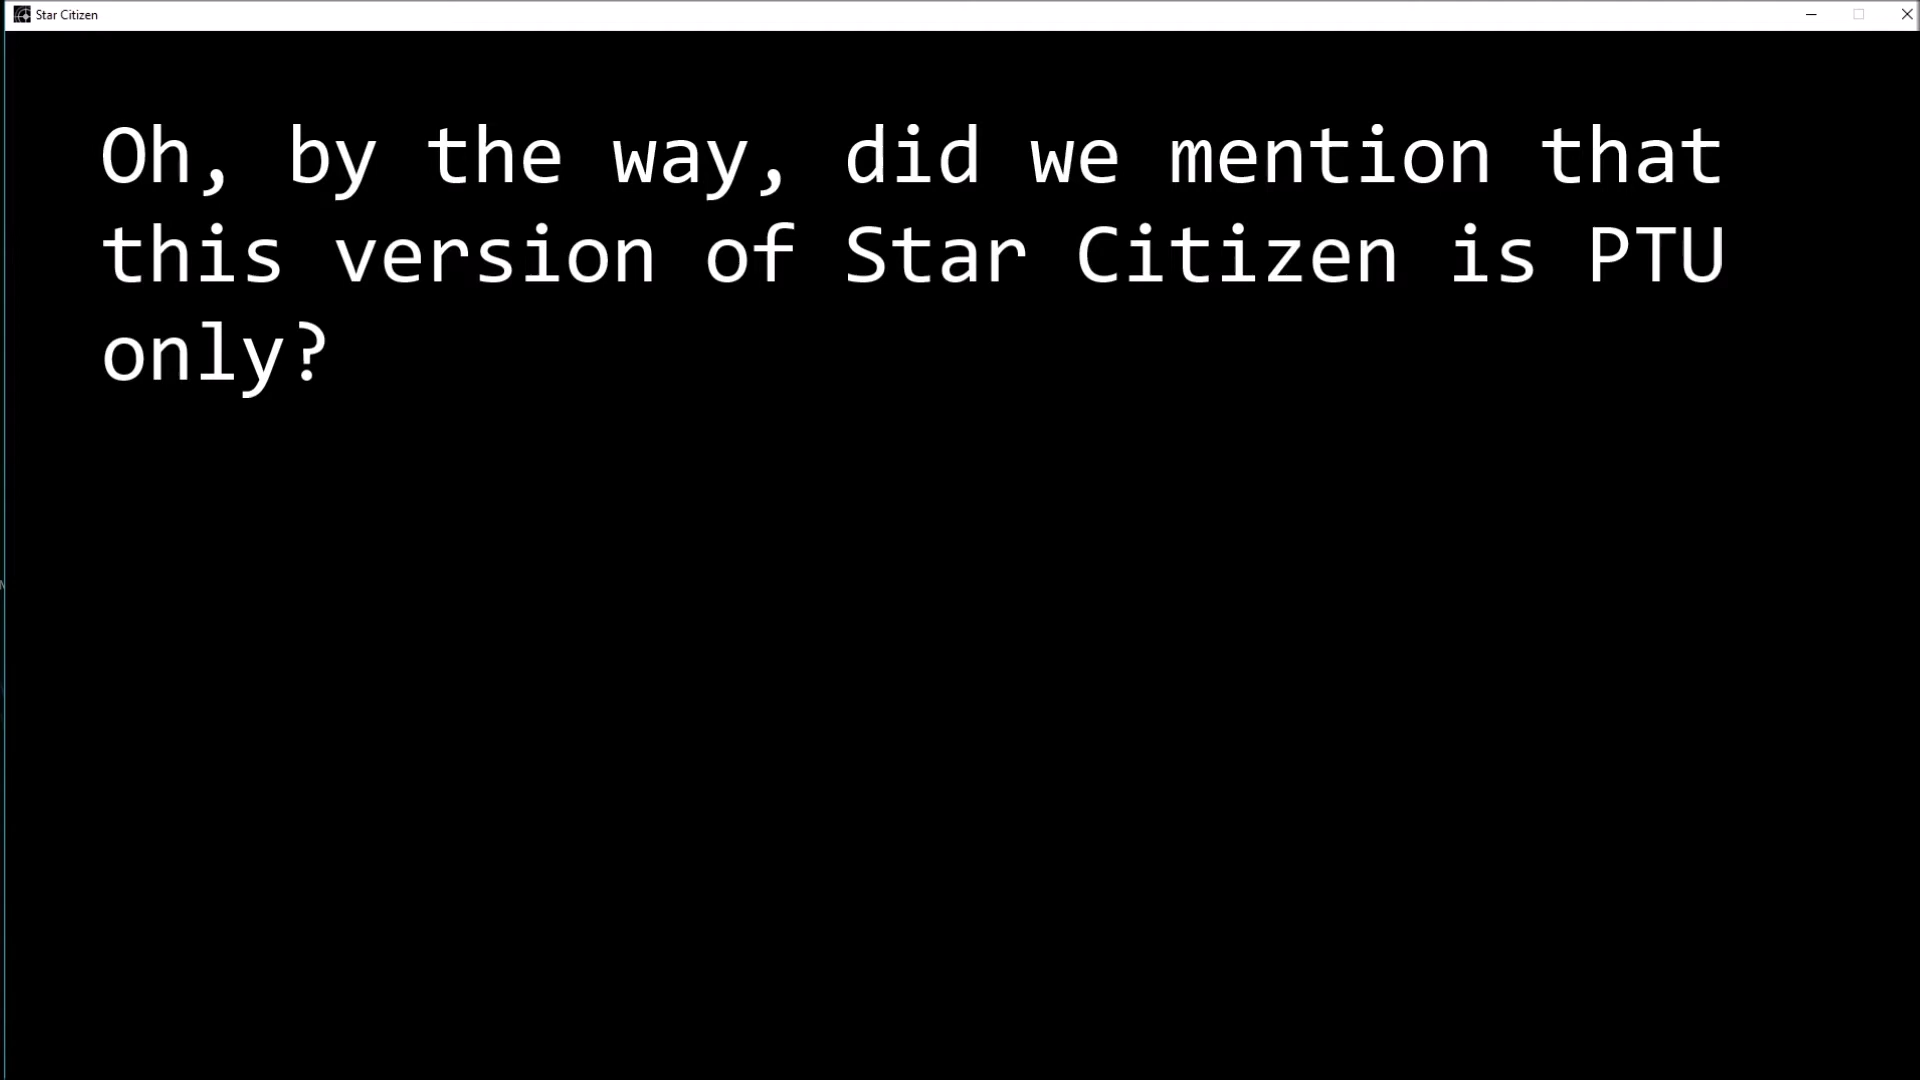 Star Citizen
Oh, by the way, did we mention that
this version of Star Citizen is PTU
only?